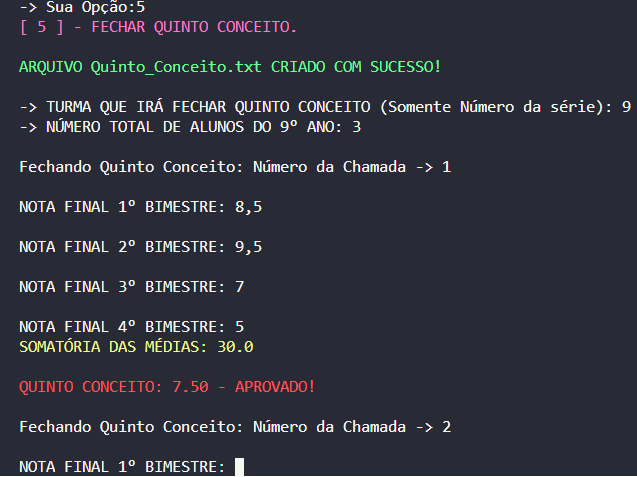 -> Sua Opção:5
[ 5 ] - FECHAR QUINTO CONCEITO.
ARQUIVO Quinto_Conceito.txt CRIADO COM SUCESSO!
-> TURMA QUE IRÁ FECHAR QUINTO CONCEITO (Somente Número da série): 9
-> NÚMERO TOTAL DE ALUNOS DO 9º ANO: 3
Fechando Quinto Conceito: Número da Chamada -> 1
NOTA FINAL 1º BIMESTRE: 8,5
NOTA FINAL 2º BIMESTRE: 9,5
NOTA FINAL 3º BIMESTRE: 7
NOTA FINAL 4º BIMESTRE: 5
SOMATÓRIA DAS MÉDIAS: 30.0
QUINTO CONCEITO: 7.50 - APROVADO!
Fechando Quinto Conceito: Número da Chamada -> 2
NOTA FINAL 1º BIMESTRE: